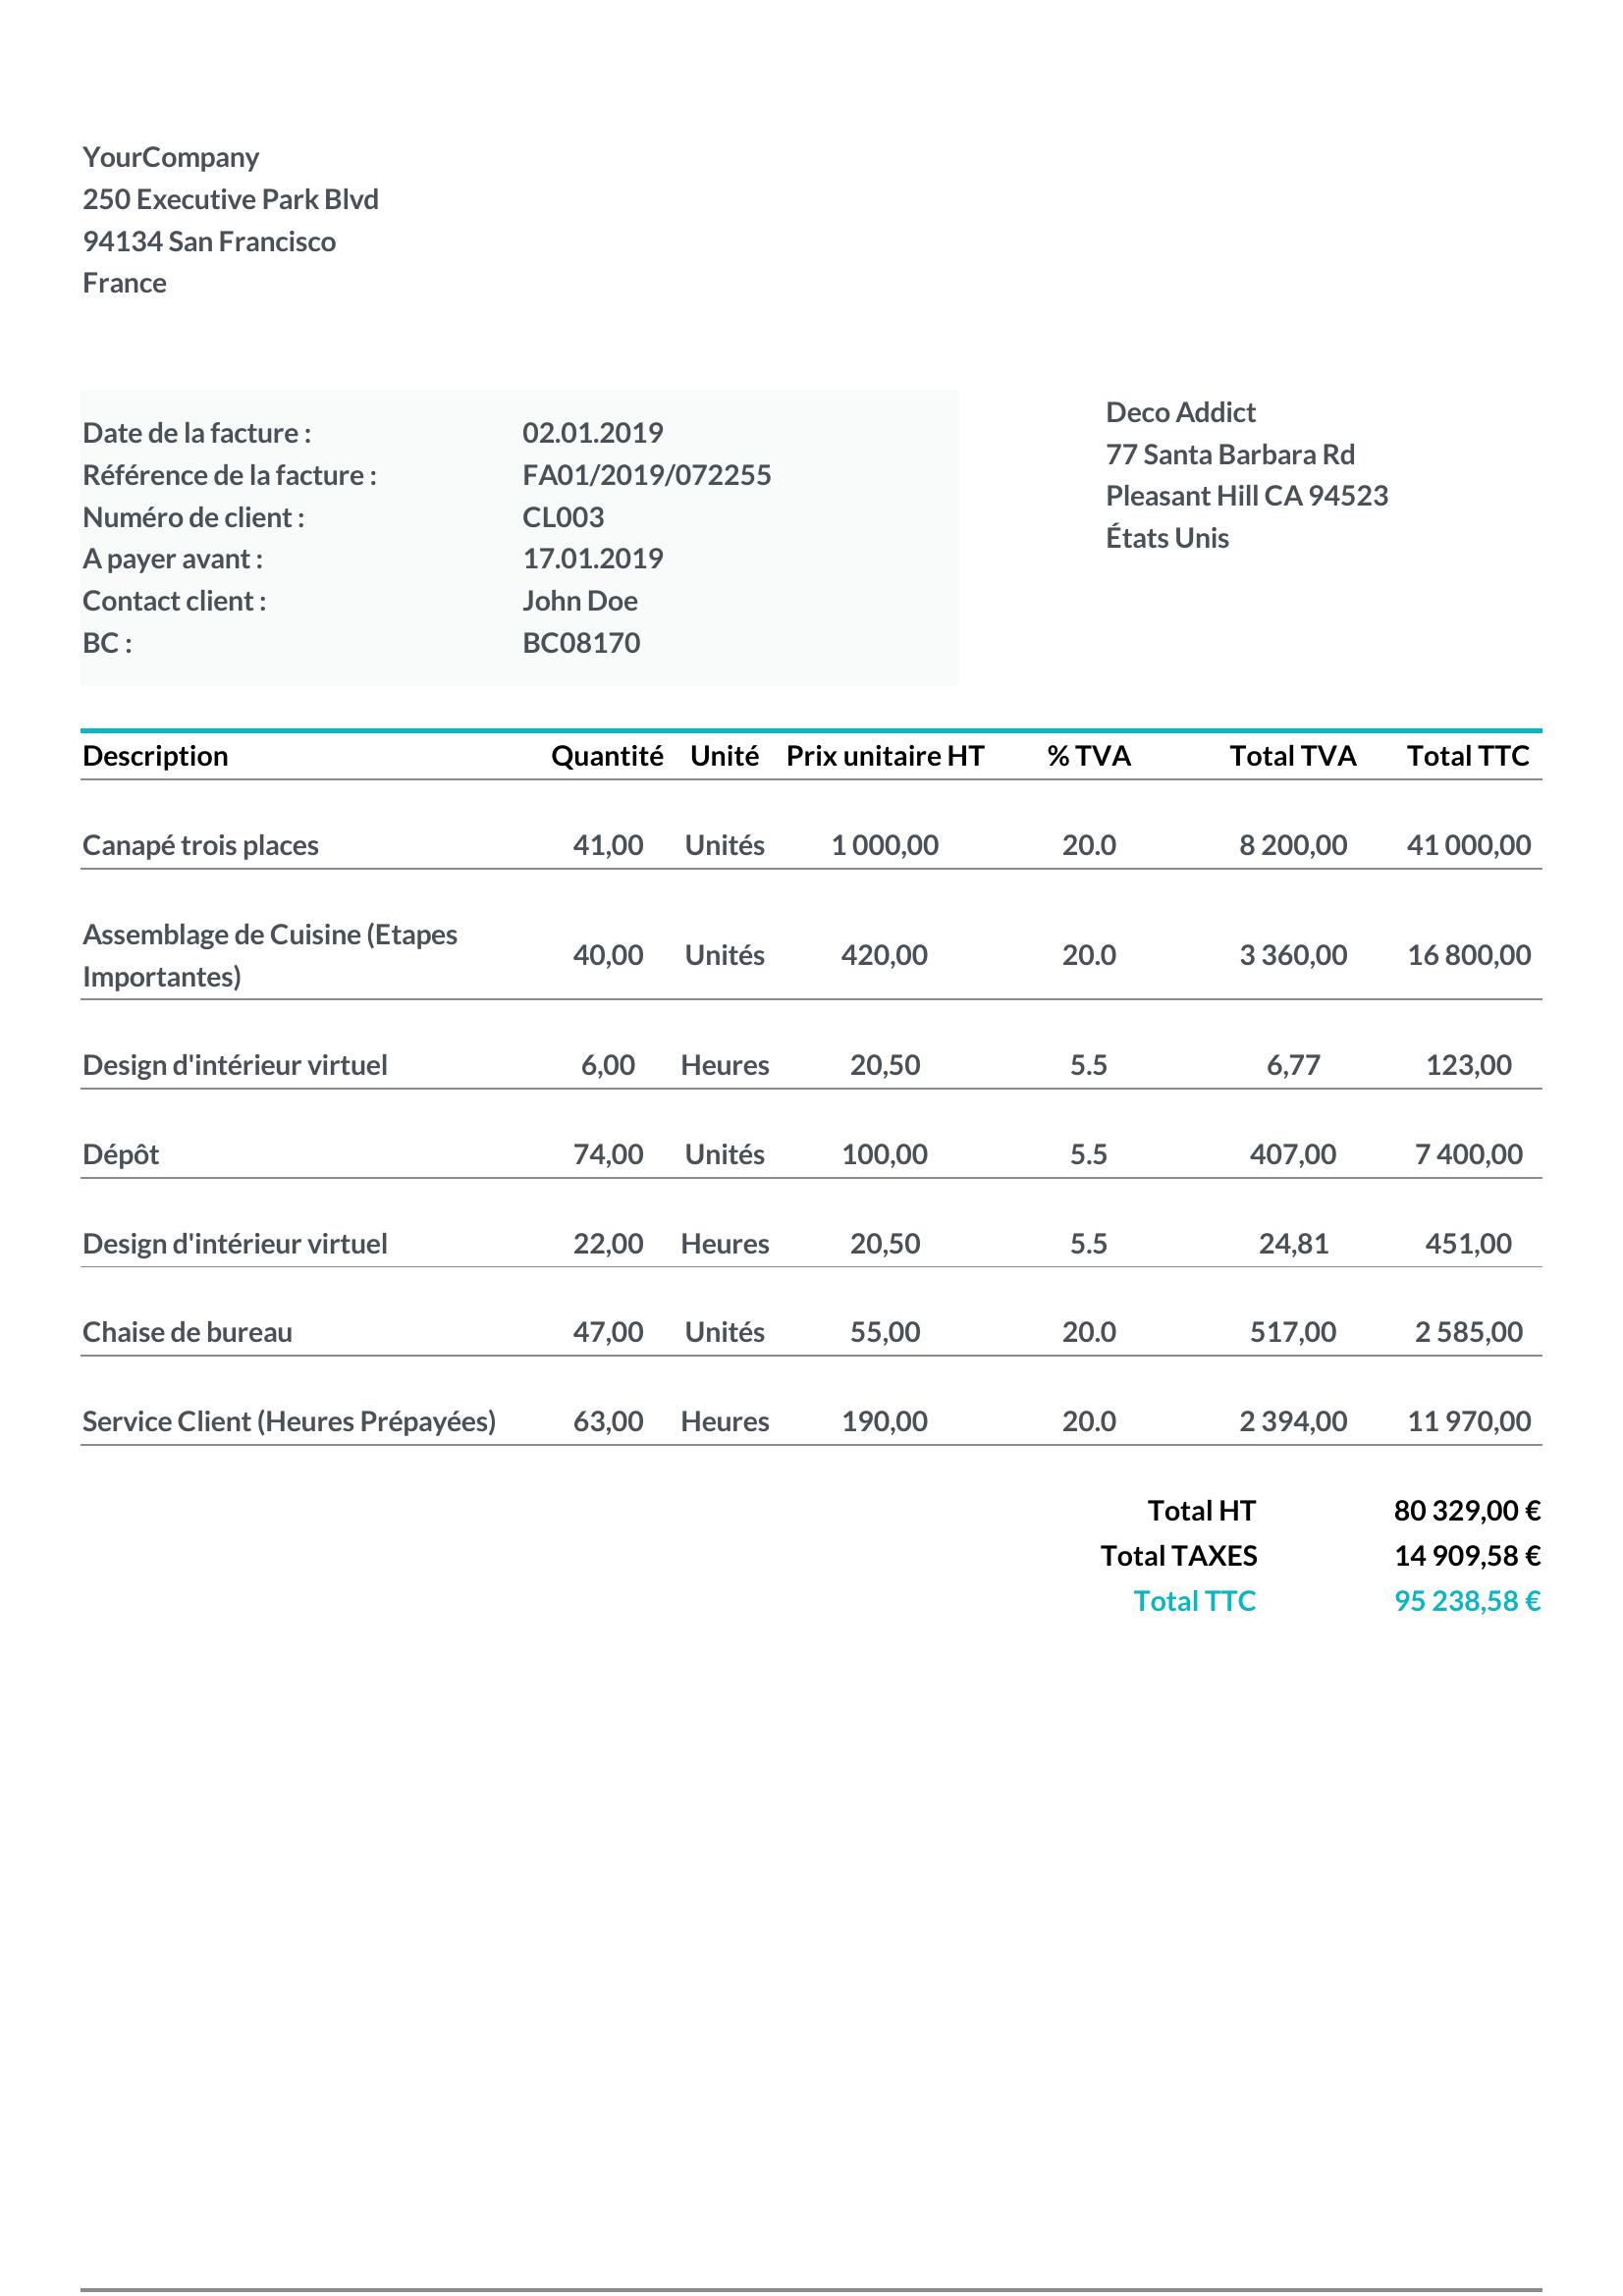 YourCompany
250 Executive Park Blvd
94134 San Francisco
France
Date de la facture : 02.01.2019
Référence de la facture : FA01/2019/072255
Numéro de client : CL003
A payer avant : 17.01.2019
Contact client : John Doe
BC : BC08170
Deco Addict
77 Santa Barbara Rd
Pleasant Hill CA 94523
États Unis
Description Quantité Unité Prix unitaire HT % TVA Total TVA Total TTC
Canapé trois places 41,00 Unités 1 000,00 20.0 8 200,00 41 000,00
Assemblage de Cuisine (Etapes
Importantes) 40,00 Unités 420,00 20.0 3 360,00 16 800,00
Design d'intérieur virtuel 6,00 Heures 20,50 5.5 6,77 123,00
Dépôt 74,00 Unités 100,00 5.5 407,00 7 400,00
Design d'intérieur virtuel 22,00 Heures 20,50 5.5 24,81 451,00
Chaise de bureau 47,00 Unités 55,00 20.0 517,00 2 585,00
Service Client (Heures Prépayées) 63,00 Heures 190,00 20.0 2 394,00 11 970,00
Total HT 80 329,00 €
Total TAXES 14 909,58 €
Total TTC 95 238,58 €